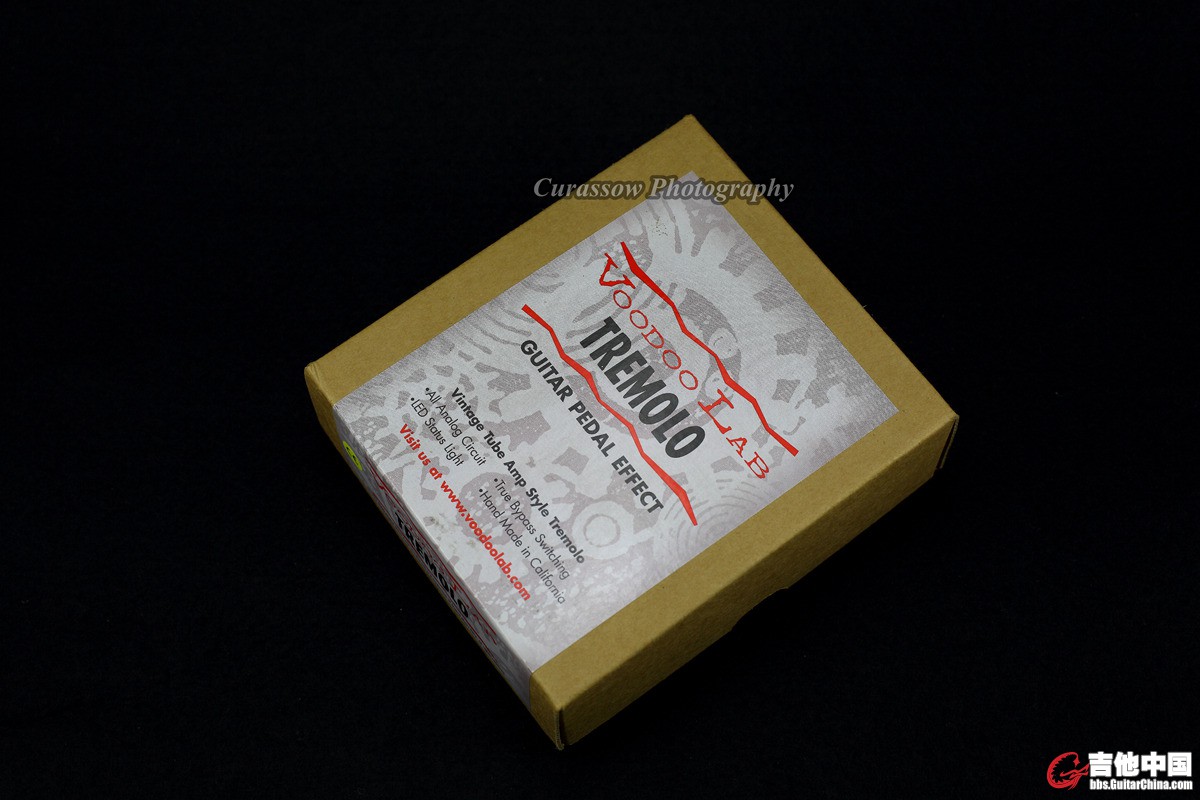 Curassow Photography
VOODOO LAB
TREMOLO
GUITAR PEDAL EFFECT
Vintage Tube Amp Style Tremolo
•All Analog Circuit
•True Bypass Switching
•LED Status Light
•Hand Made in California
Visit us at www.voodoolab.com
TREMOLO
吉他中国
bbs.GuitarChina.com